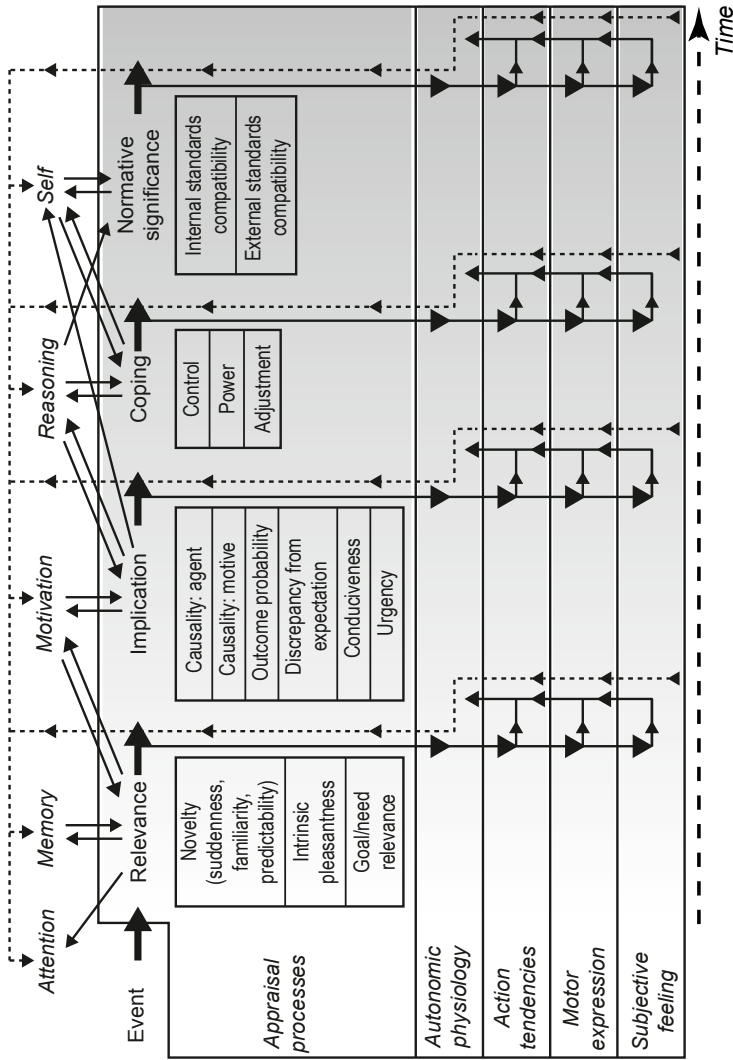 Attention
Memory
Motivation
Reasoning
Self
Event
Relevance
Implication
Coping
Normative
significance
Appraisal
processes
Novelty
(suddenness,
familiarity,
predictability)
Intrinsic
pleasantness
Goal/need
relevance
Causality: agent
Causality: motive
Outcome probability
Discrepancy from
expectation
Conduciveness
Urgency
Control
Power
Adjustment
Internal standards
compatibility
External standards
compatibility
Autonomic
physiology
Action
tendencies
Motor
expression
Subjective
feeling
Time